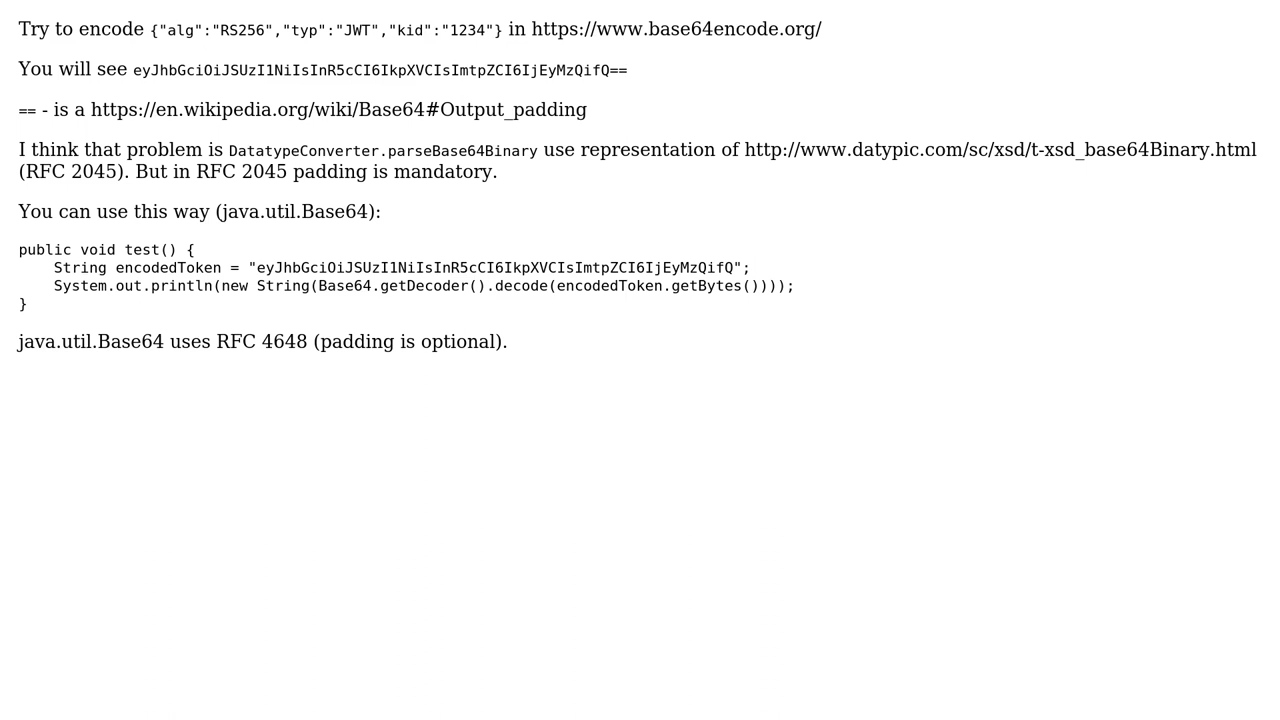 Try to encode {"alg":"RS256","typ":"JWT","kid":"1234"} in https://www.base64encode.org/
You will see eyJhbGciOiJSUzI1NiIsInR5cCI6IkpXVCIsImtpZCI6IjEyMzQifQ==
== - is a https://en.wikipedia.org/wiki/Base64#Output_padding
I think that problem is DatatypeConverter.parseBase64Binary use representation of http://www.datypic.com/sc/xsd/t-xsd_base64Binary.html
(RFC 2045). But in RFC 2045 padding is mandatory.
You can use this way (java.util.Base64):
public void test() {
    String encodedToken = "eyJhbGciOiJSUzI1NiIsInR5cCI6IkpXVCIsImtpZCI6IjEyMzQifQ";
    System.out.println(new String(Base64.getDecoder().decode(encodedToken.getBytes())));
}
java.util.Base64 uses RFC 4648 (padding is optional).